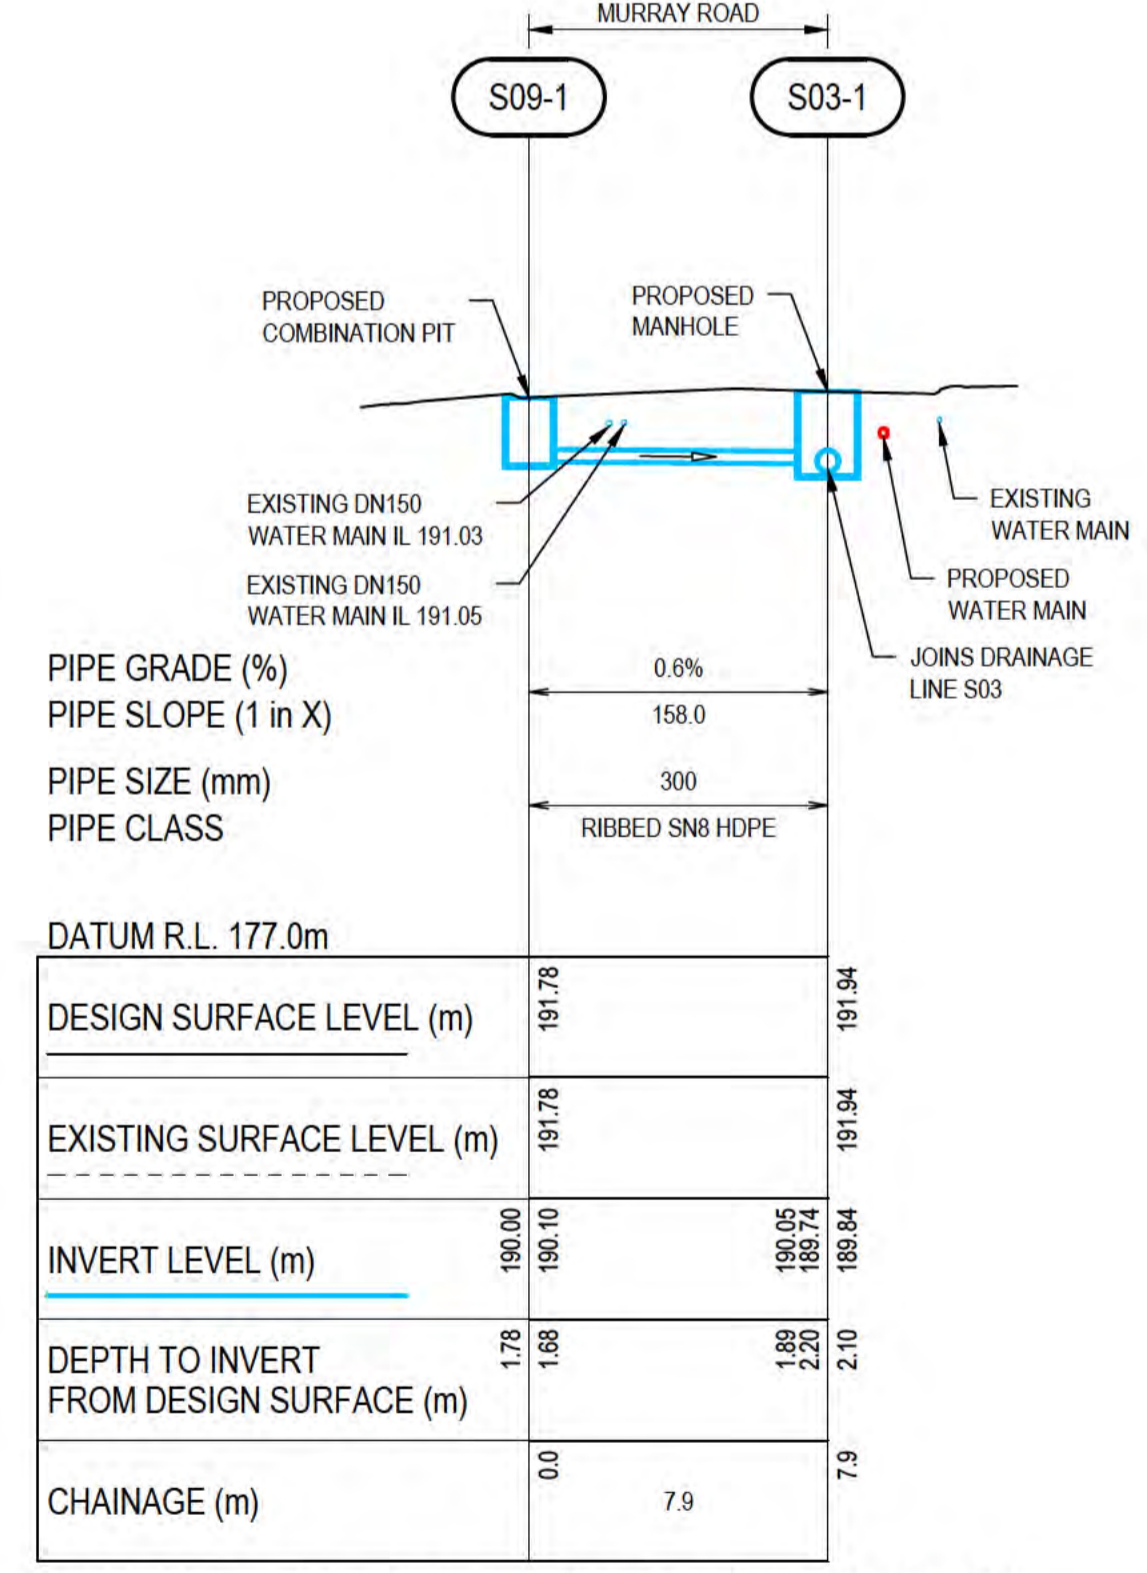 MURRAY ROAD
S09-1
S03-1
PROPOSED
COMBINATION PIT
PROPOSED
MANHOLE
EXISTING DN150
WATER MAIN IL 191.03
EXISTING DN150
WATER MAIN IL 191.05
EXISTING
WATER MAIN
PROPOSED
WATER MAIN
JOINS DRAINAGE
LINE S03
PIPE GRADE (%)
0.6%
PIPE SLOPE (1 in X)
158.0
PIPE SIZE (mm)
300
PIPE CLASS
RIBBED SN8 HDPE
DATUM R.L. 177.0m
DESIGN SURFACE LEVEL (m)
191.78
191.94
EXISTING SURFACE LEVEL (m)
191.78
191.94
INVERT LEVEL (m)
190.00
190.10
190.05
189.74
189.84
DEPTH TO INVERT
FROM DESIGN SURFACE (m)
1.78
1.68
1.89
2.20
2.10
CHAINAGE (m)
0.0
7.9
7.9